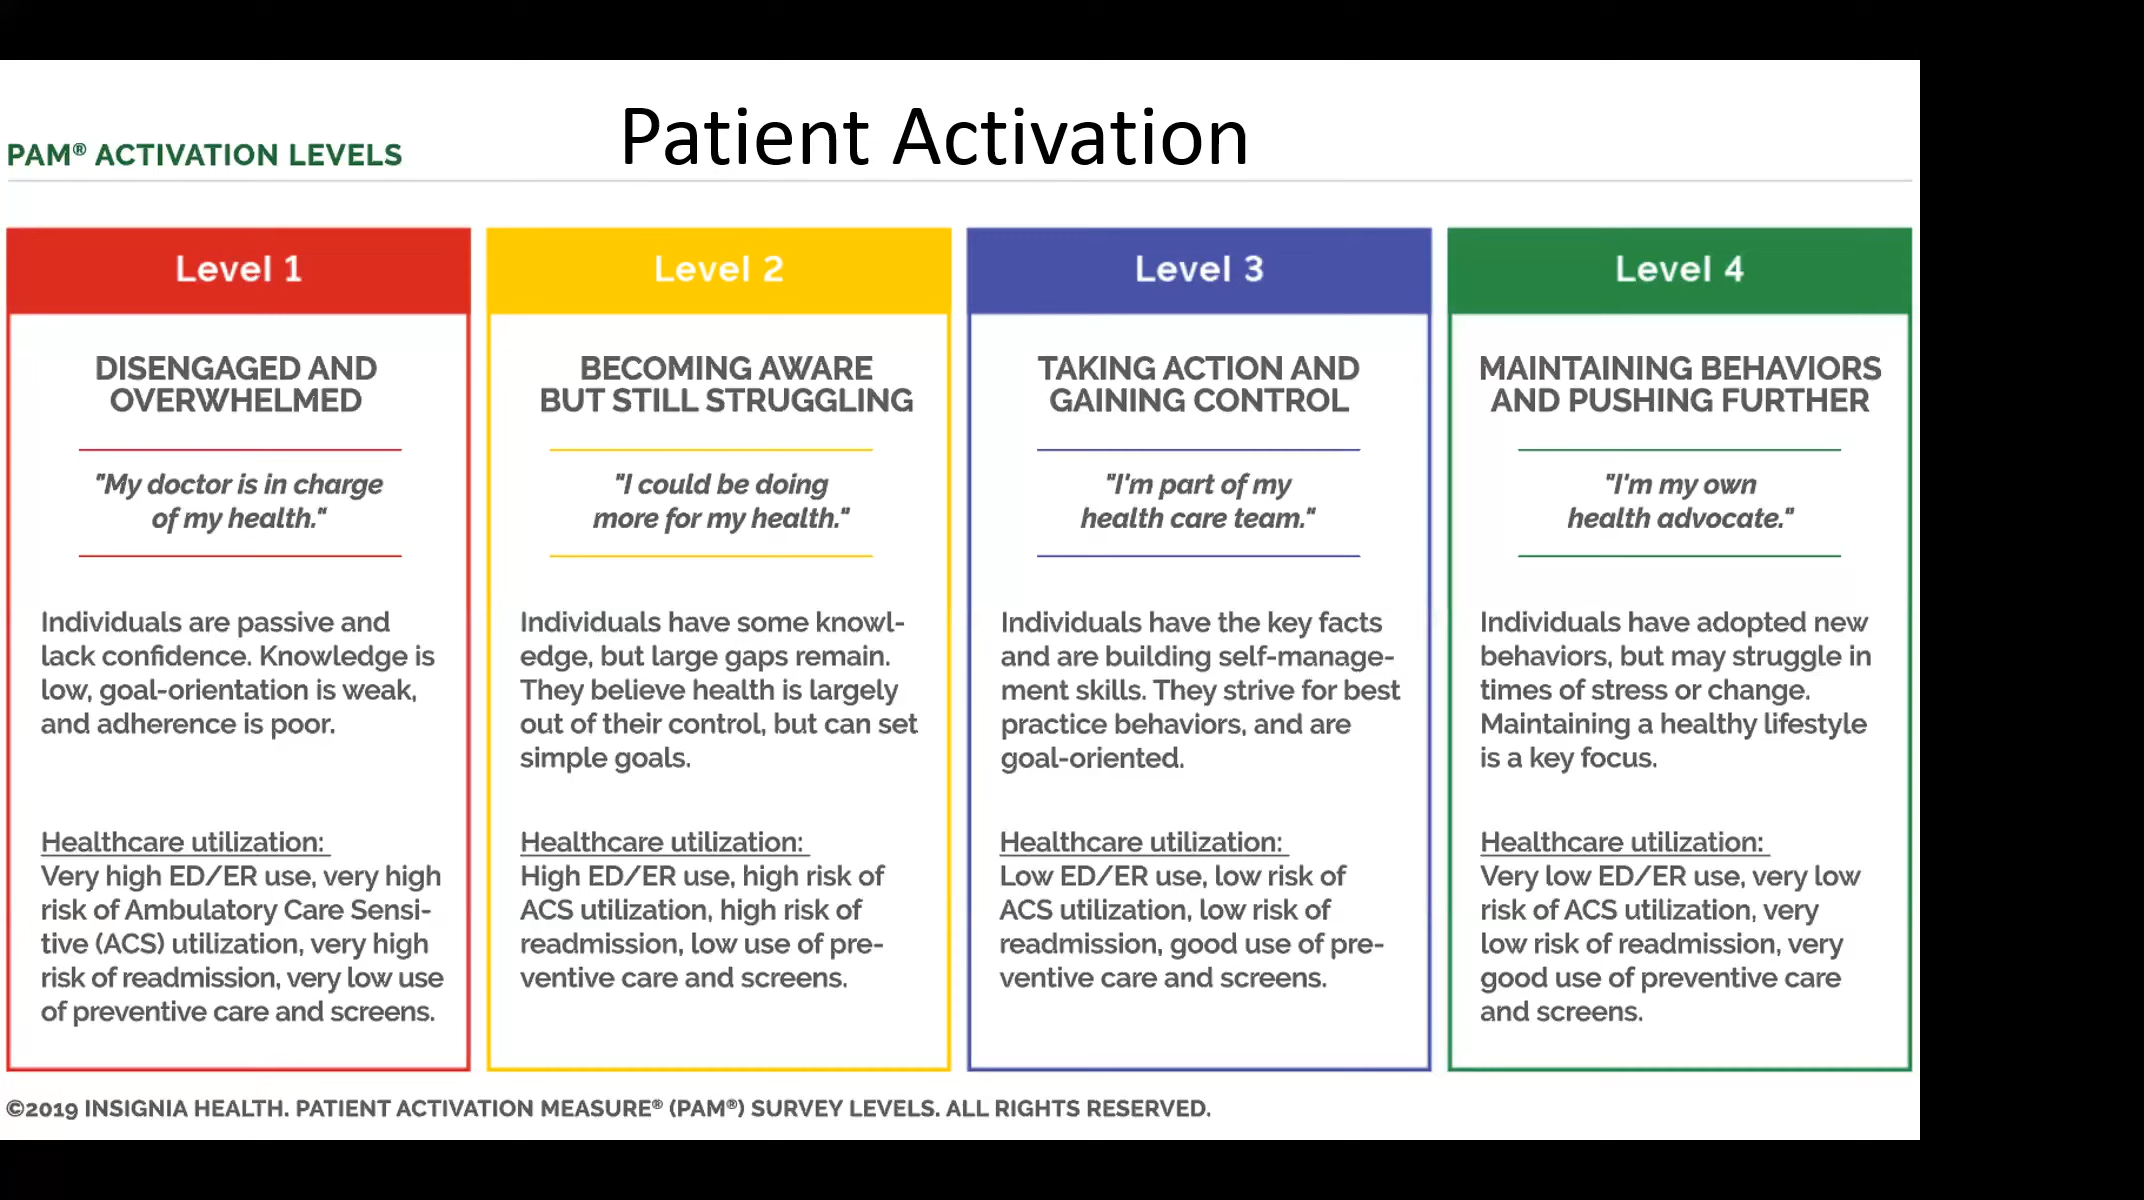 Patient Activation
PAM® ACTIVATION LEVELS
Level 1
DISENGAGED AND
OVERWHELMED
"My doctor is in charge
of my health."
Individuals are passive and
lack confidence. Knowledge is
low, goal-orientation is weak,
and adherence is poor.
Healthcare utilization:
Very high ED/ER use, very high
risk of Ambulatory Care Sensi-
tive (ACS) utilization, very high
risk of readmission, very low use
of preventive care and screens.
Level 2
BECOMING AWARE
BUT STILL STRUGGLING
"I could be doing
more for my health."
Individuals have some knowl-
edge, but large gaps remain.
They believe health is largely
out of their control, but can set
simple goals.
Healthcare utilization:
High ED/ER use, high risk of
ACS utilization, high risk of
readmission, low use of pre-
ventive care and screens.
Level 3
TAKING ACTION AND
GAINING CONTROL
"I'm part of my
health care team."
Individuals have the key facts
and are building self-manage-
ment skills. They strive for best
practice behaviors, and are
goal-oriented.
Healthcare utilization:
Low ED/ER use, low risk of
ACS utilization, low risk of
readmission, good use of pre-
ventive care and screens.
Level 4
MAINTAINING BEHAVIORS
AND PUSHING FURTHER
"I'm my own
health advocate."
Individuals have adopted new
behaviors, but may struggle in
times of stress or change.
Maintaining a healthy lifestyle
is a key focus.
Healthcare utilization:
Very low ED/ER use, very low
risk of ACS utilization, very
low risk of readmission, very
good use of preventive care
and screens.
©2019 INSIGNIA HEALTH. PATIENT ACTIVATION MEASURE® (PAM®) SURVEY LEVELS. ALL RIGHTS RESERVED.